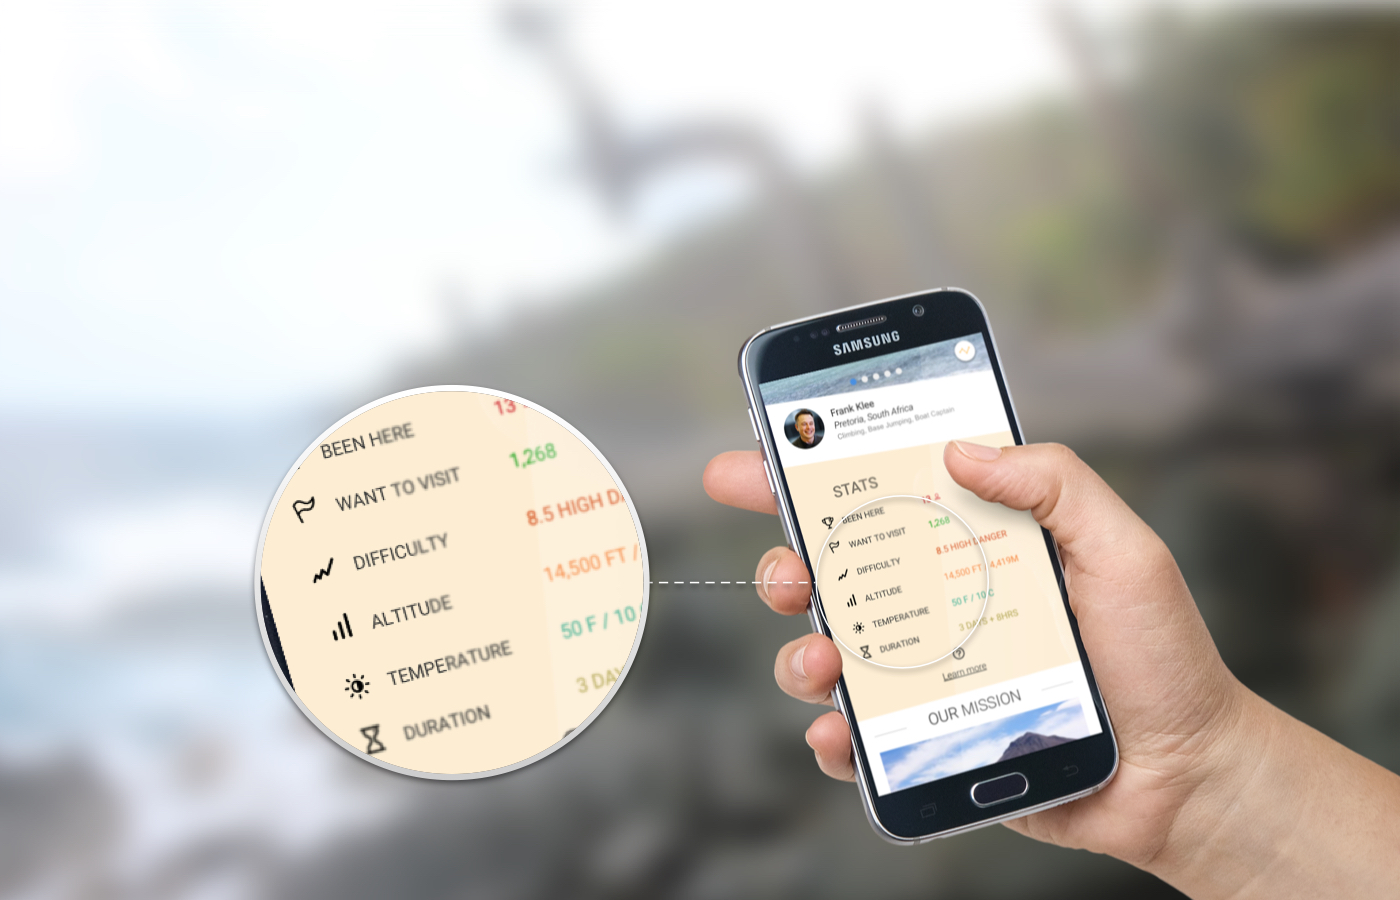 SAMSUNG
Frank Klee
Pretoria, South Africa
Climbing, Base Jumping, Boat Captain
STATS
BEEN HERE 13
WANT TO VISIT 1,268
DIFFICULTY 8.5 HIGH DANGER
ALTITUDE 14,500 FT / 4,419M
TEMPERATURE 50 F / 10 C
DURATION 3 DAYS + 8HRS
Learn more
OUR MISSION
BEEN HERE 13
WANT TO VISIT 1,268
DIFFICULTY 8.5 HIGH DA
ALTITUDE 14,500 FT /
TEMPERATURE 50 F / 10
DURATION 3 DAY